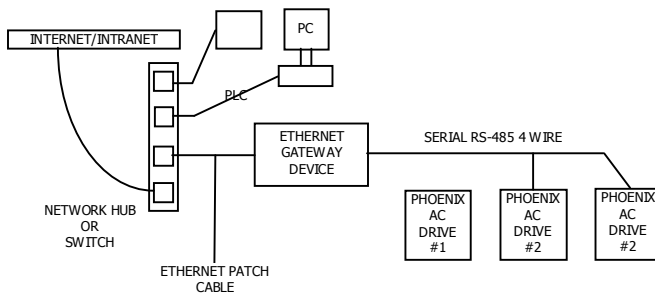 INTERNET/INTRANET
PC
PLC
ETHERNET
GATEWAY
DEVICE
SERIAL RS-485 4 WIRE
NETWORK HUB
OR
SWITCH
PHOENIX
AC
DRIVE
#1
PHOENIX
AC
DRIVE
#2
PHOENIX
AC
DRIVE
#2
ETHERNET PATCH
CABLE